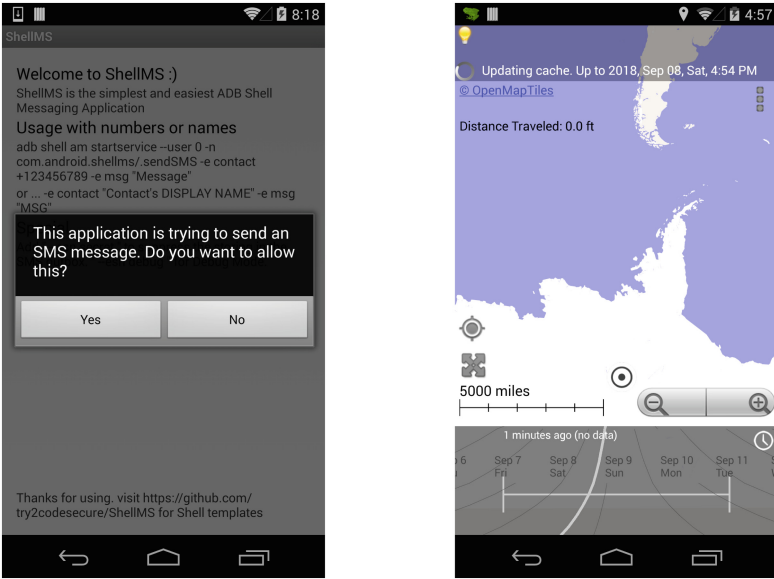 8:18
ShellMS
Welcome to ShellMS :)
ShellMS is the simplest and easiest ADB Shell
Messaging Application
Usage with numbers or names
adb shell am startservice --user 0 -n
com.android.shellms/.sendSMS -e contact
+123456789 -e msg "Message"
or ... -e contact "Contact's DISPLAY NAME" -e msg
"MSG"
This application is trying to send an
SMS message. Do you want to allow
this?
Yes No
Thanks for using. visit https://github.com/
try2codesecure/ShellMS for Shell templates
4:57
Updating cache. Up to 2018, Sep 08, Sat, 4:54 PM
© OpenMapTiles
Distance Traveled: 0.0 ft
5000 miles
1 minutes ago (no data)
6 Sep 7 Sep 8 Sep 9 Sep 10 Sep 11
Fri Sat Sun Mon Tue